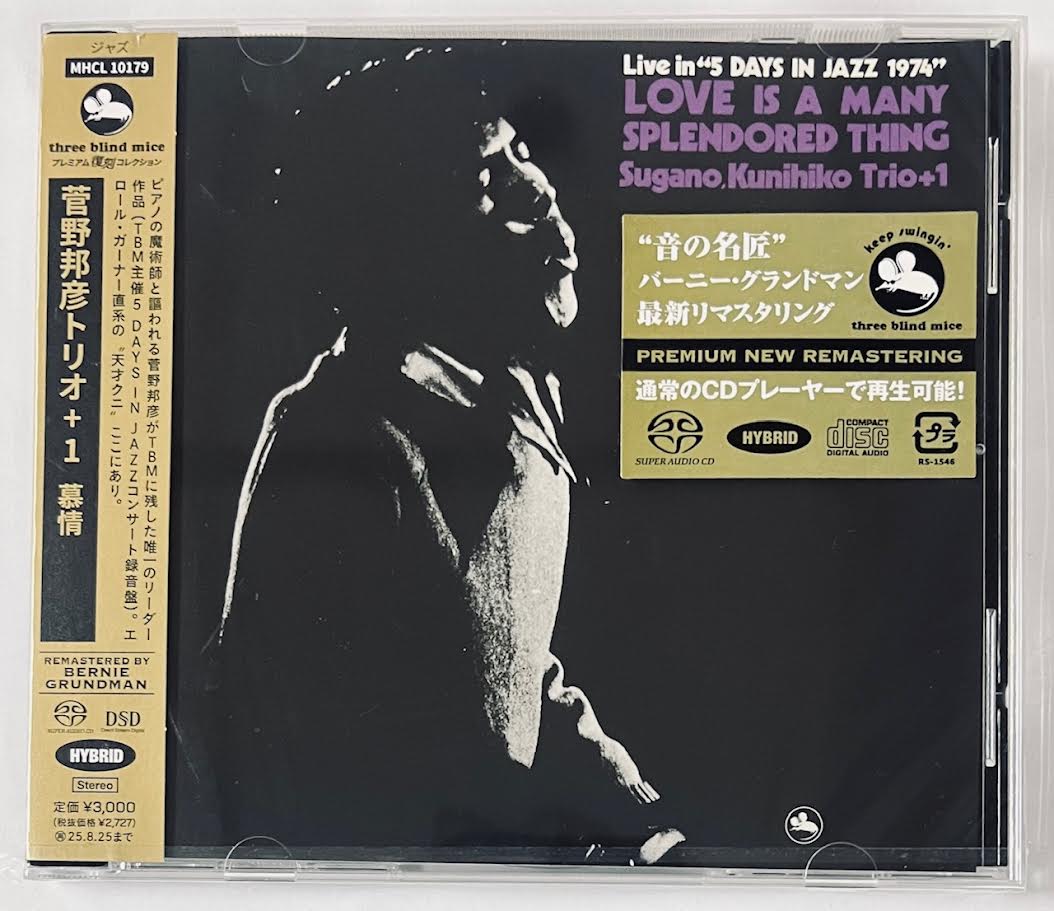 ジャズ
MHCL 10179
three blind mice
プレミアム復刻コレクション
菅野邦彦トリオ+1 慕情
ピアノの魔術師と謳われる菅野邦彦がTBMに残した唯一のリーダー
作品(TBM主催5 DAYS IN JAZZコンサート録音盤)。エ
ロール・ガーナー直系の〝天才クニ〟ここにあり。
REMASTERED BY
BERNIE
GRUNDMAN
SUPER AUDIO CD
DSD
Direct Stream Digital
HYBRID
Stereo
定価 ¥3,000
(税抜価格 ¥2,727)
25.8.25まで
Live in “5 DAYS IN JAZZ 1974”
LOVE IS A MANY
SPLENDORED THING
Sugano, Kunihiko Trio+1
“音の名匠”
バーニー・グランドマン
最新リマスタリング
keep swingin'
three blind mice
PREMIUM NEW REMASTERING
通常のCDプレーヤーで再生可能!
SUPER AUDIO CD
HYBRID
COMPACT
disc
DIGITAL AUDIO
プラ
RS-1546